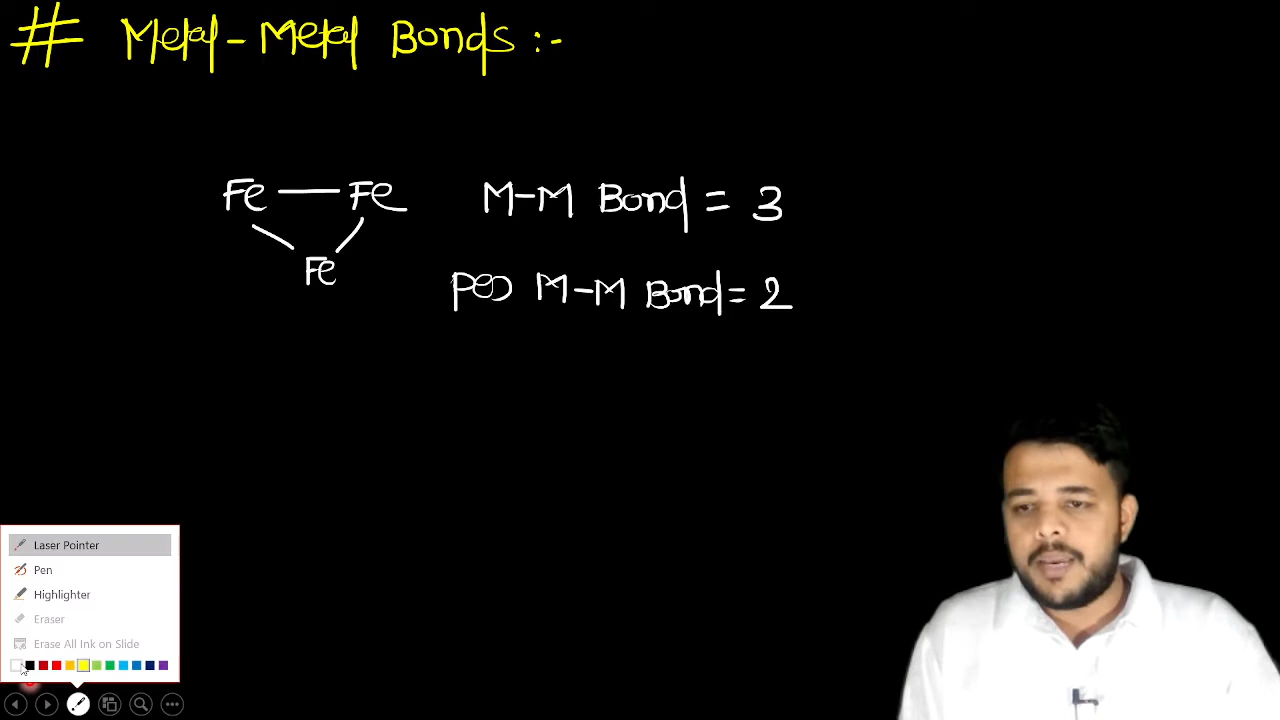 # Metal-Metal Bonds :-
Fe — Fe
Fe
M-M Bond = 3
per M-M Bond = 2
Laser Pointer
Pen
Highlighter
Eraser
Erase All Ink on Slide